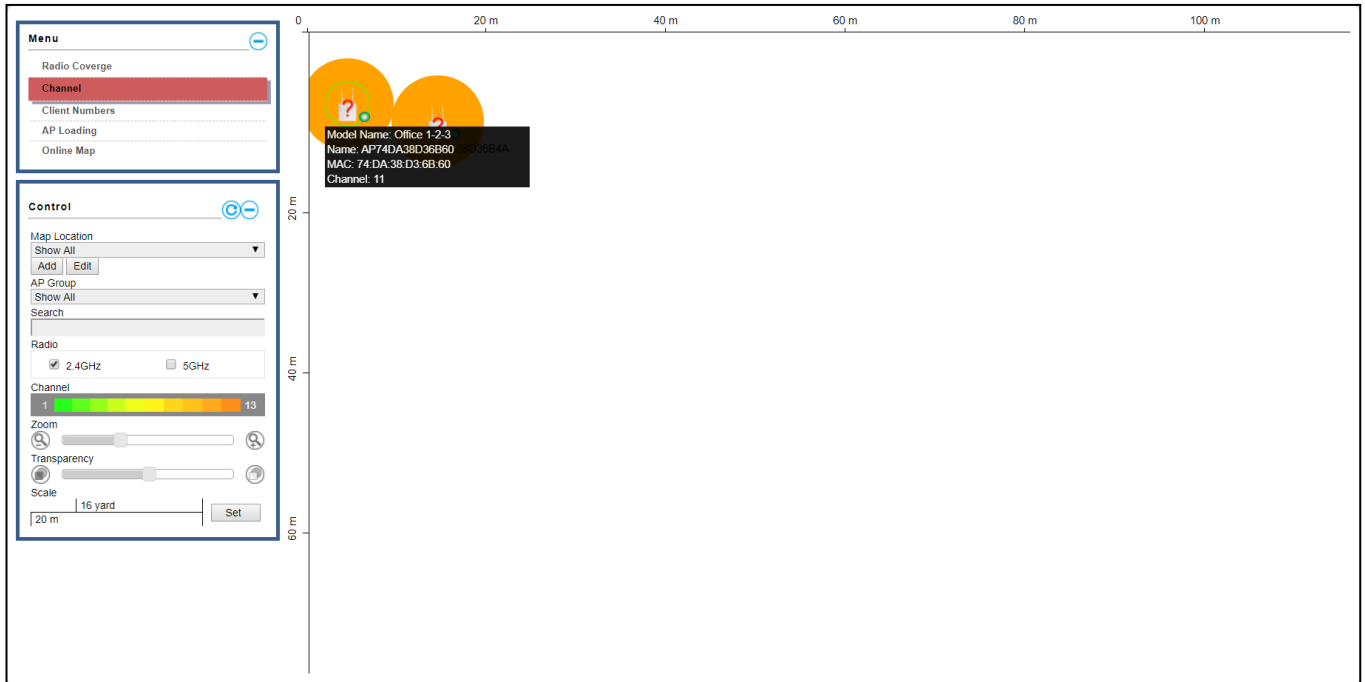 Menu
Radio Coverge
Channel
Client Numbers
AP Loading
Online Map
Control
Map Location
Show All
Add Edit
AP Group
Show All
Search
Radio
2.4GHz 5GHz
Channel
1 13
Zoom
Transparency
Scale
16 yard
20 m
Set
0 20 m 40 m 60 m 80 m 100 m
?
?
Model Name: Office 1-2-3
Name: AP74DA38D36B60
MAC: 74:DA:38:D3:6B:60
Channel: 11
20 m
40 m
60 m